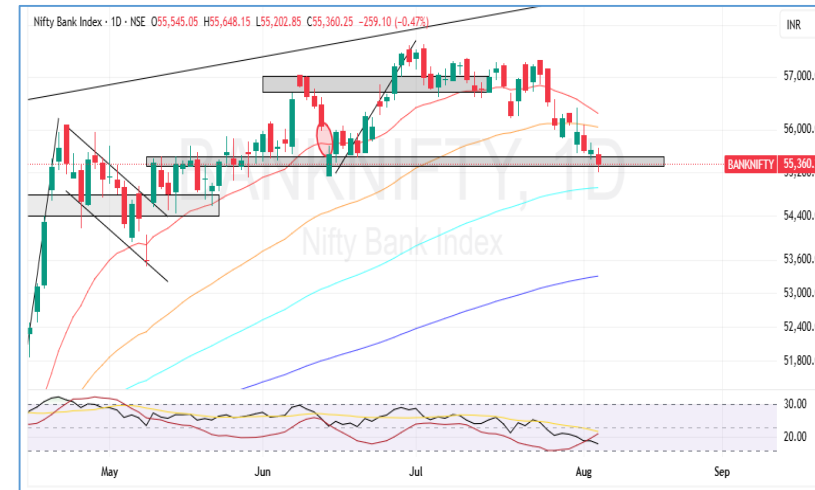 Nifty Bank Index · 1D · NSE O55,545.05 H55,648.15 L55,202.85 C55,360.25 −259.10 (−0.47%)
INR
57,000.
56,000.
BANKNIFTY, 1D
BANKNIFTY 55,360.
55,200.
Nifty Bank Index
54,400.
53,600.
53,000.
52,400.
51,800.
30.00
20.00
May Jun Jul Aug Sep